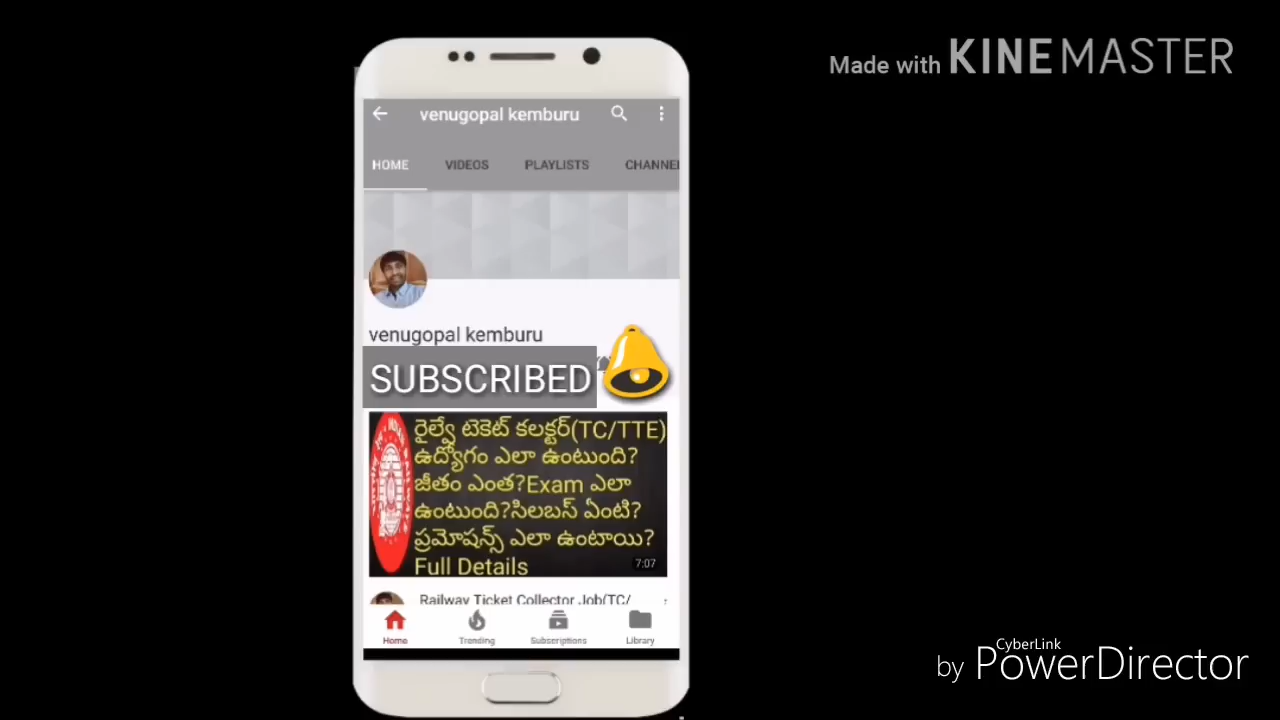 Made with KINEMASTER
venugopal kemburu
HOME VIDEOS PLAYLISTS CHANNEL
venugopal kemburu
SUBSCRIBED
రైల్వే టికెట్ కలక్టర్(TC/TTE)
ఉద్యోగం ఎలా ఉంటుంది?
జీతం ఎంత?Exam ఎలా
ఉంటుంది?సిలబస్ ఏంటి?
ప్రమోషన్స్ ఎలా ఉంటాయి?
Full Details
7:07
Railway Ticket Collector Job(TC/
Home Trending Subscriptions Library
CyberLink
by PowerDirector